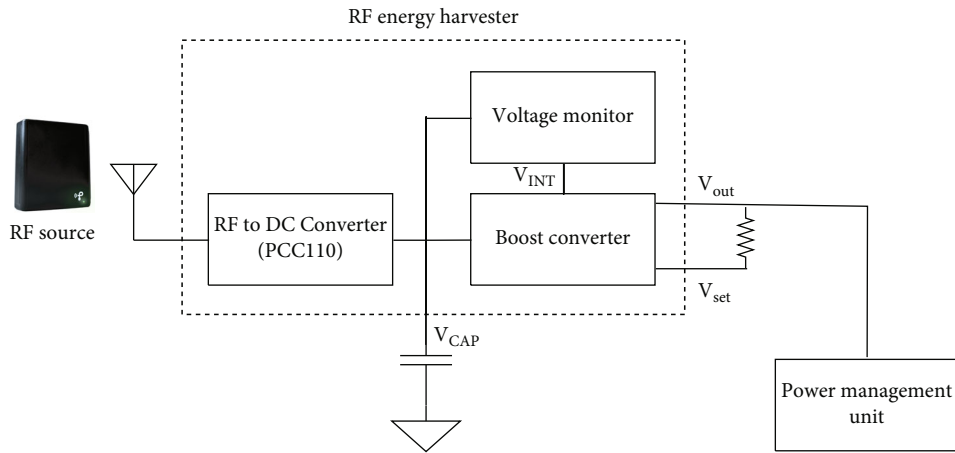 RF energy harvester
Voltage monitor
V_INT
RF source
RF to DC Converter
(PCC110)
Boost converter
V_out
V_set
V_CAP
Power management
unit